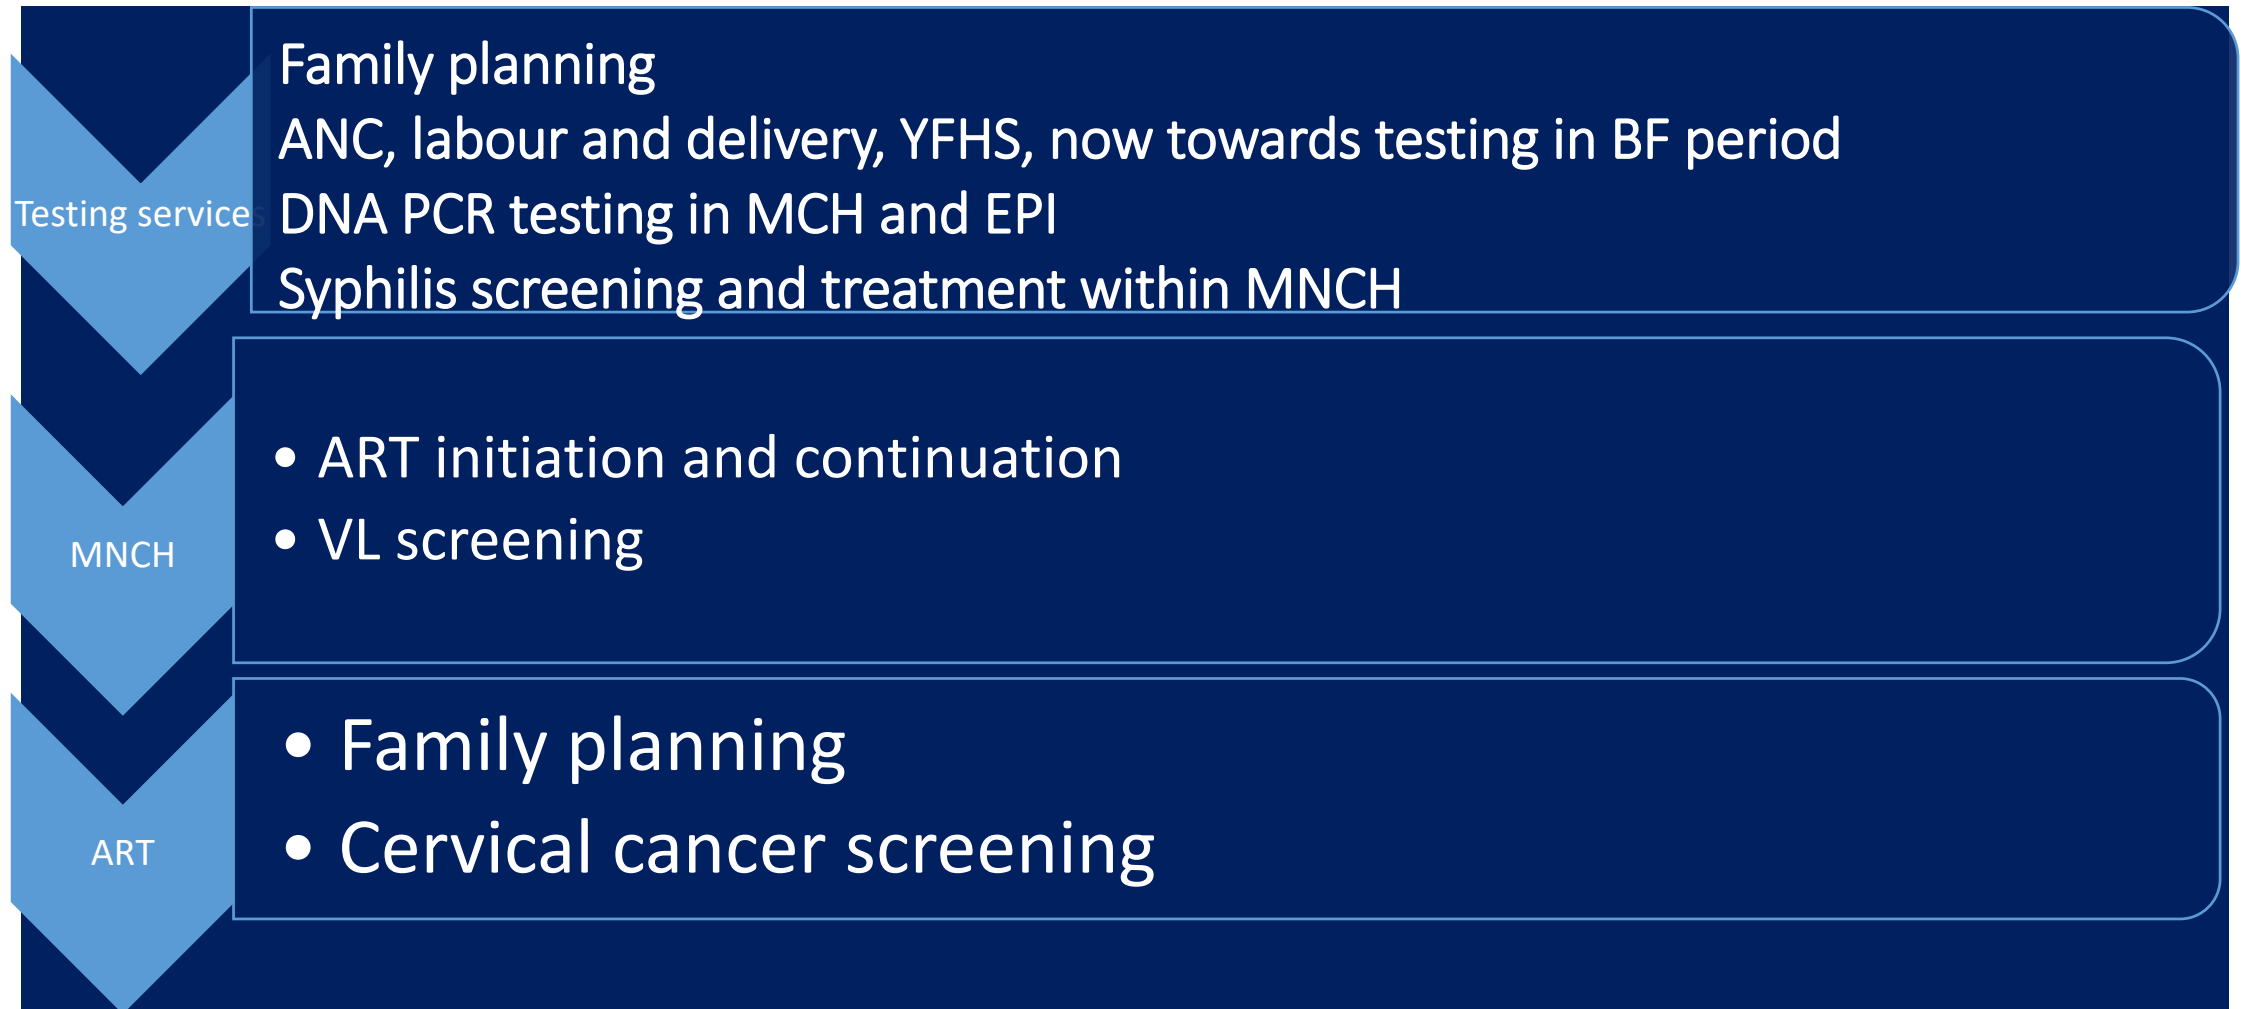 Testing services
Family planning
ANC, labour and delivery, YFHS, now towards testing in BF period
DNA PCR testing in MCH and EPI
Syphilis screening and treatment within MNCH
MNCH
• ART initiation and continuation
• VL screening
ART
• Family planning
• Cervical cancer screening